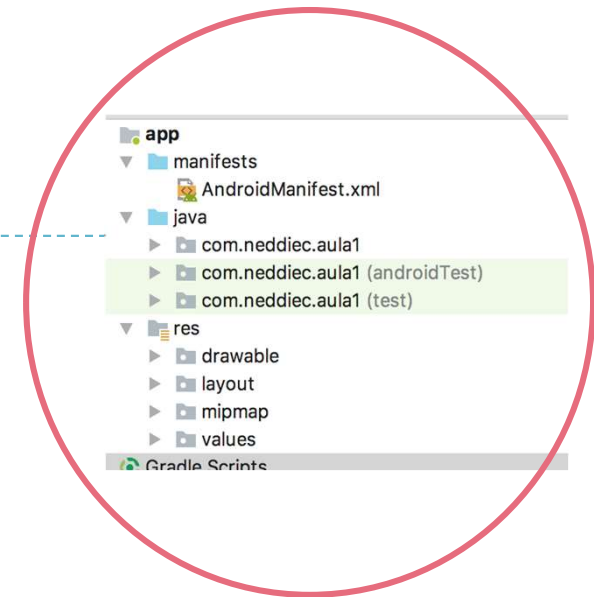 app
manifests
AndroidManifest.xml
java
com.neddiec.aula1
com.neddiec.aula1 (androidTest)
com.neddiec.aula1 (test)
res
drawable
layout
mipmap
values
Gradle Scripts